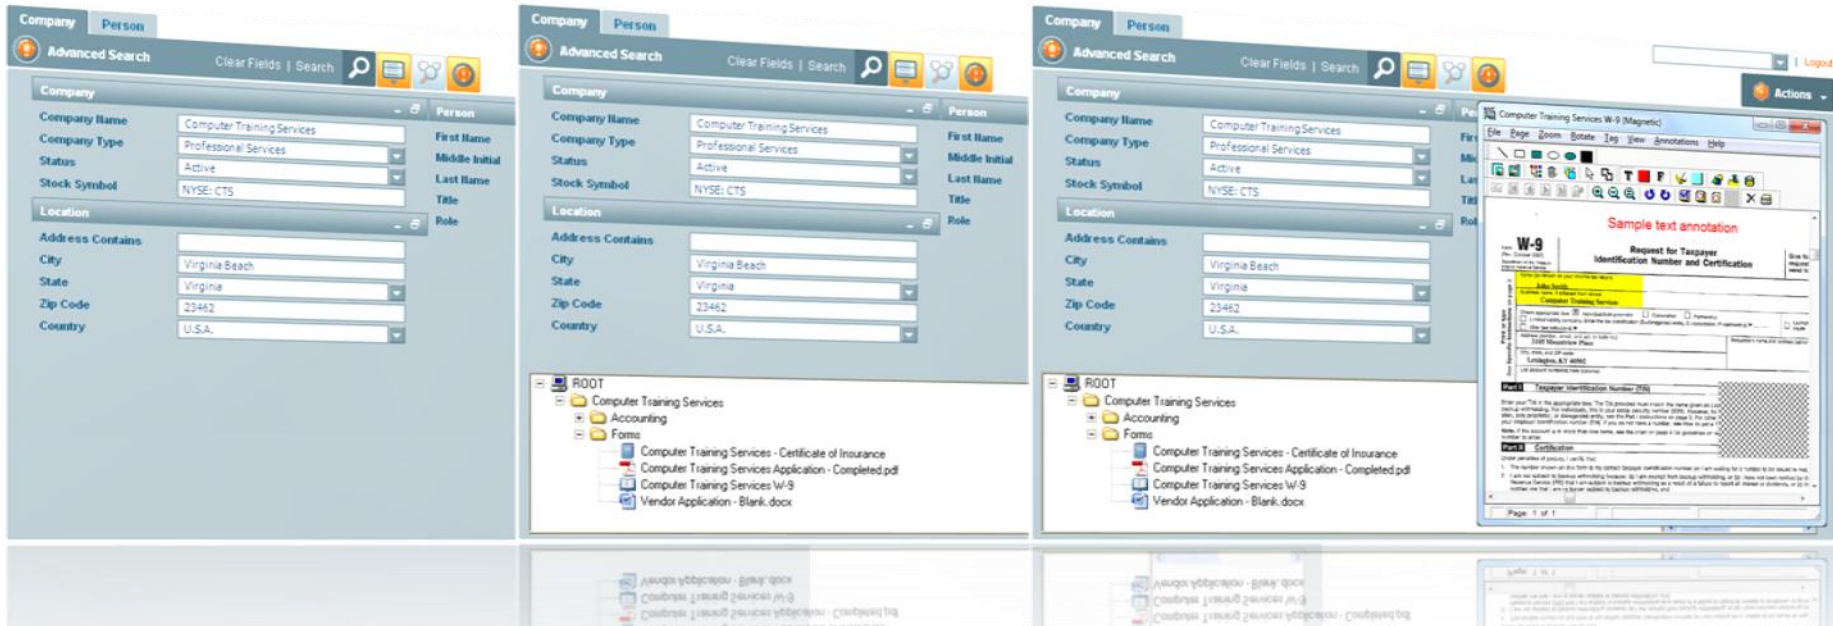 Company Person
Advanced Search
Clear Fields | Search
Company
Person
Company Name Computer Training Services
First Name
Company Type Professional Services
Middle Initial
Status Active
Last Name
Stock Symbol NYSE: CTS
Title
Location
Role
Address Contains
City Virginia Beach
State Virginia
Zip Code 23462
Country U.S.A.
Company Person
Advanced Search
Clear Fields | Search
Company
Person
Company Name Computer Training Services
First Name
Company Type Professional Services
Middle Initial
Status Active
Last Name
Stock Symbol NYSE: CTS
Title
Location
Role
Address Contains
City Virginia Beach
State Virginia
Zip Code 23462
Country U.S.A.
ROOT
Computer Training Services
Accounting
Forms
Computer Training Services - Certificate of Insurance
Computer Training Services Application - Completed.pdf
Computer Training Services W-9
Vendor Application - Blank.docx
Company Person
Advanced Search
Clear Fields | Search
| Logout
Actions
Company
Company Name Computer Training Services
Company Type Professional Services
Status Active
Stock Symbol NYSE: CTS
Location
Address Contains
City Virginia Beach
State Virginia
Zip Code 23462
Country U.S.A.
ROOT
Computer Training Services
Accounting
Forms
Computer Training Services - Certificate of Insurance
Computer Training Services Application - Completed.pdf
Computer Training Services W-9
Vendor Application - Blank.docx
Computer Training Services W-9 (Magnetic)
File Page Zoom Rotate Tag View Annotations Help
Sample text annotation
Form W-9
Request for Taxpayer
Identification Number and Certification
John Smith
Computer Training Services
Lexington, KY 40502
Part I Taxpayer Identification Number (TIN)
Part II Certification
Page: 1 of 1